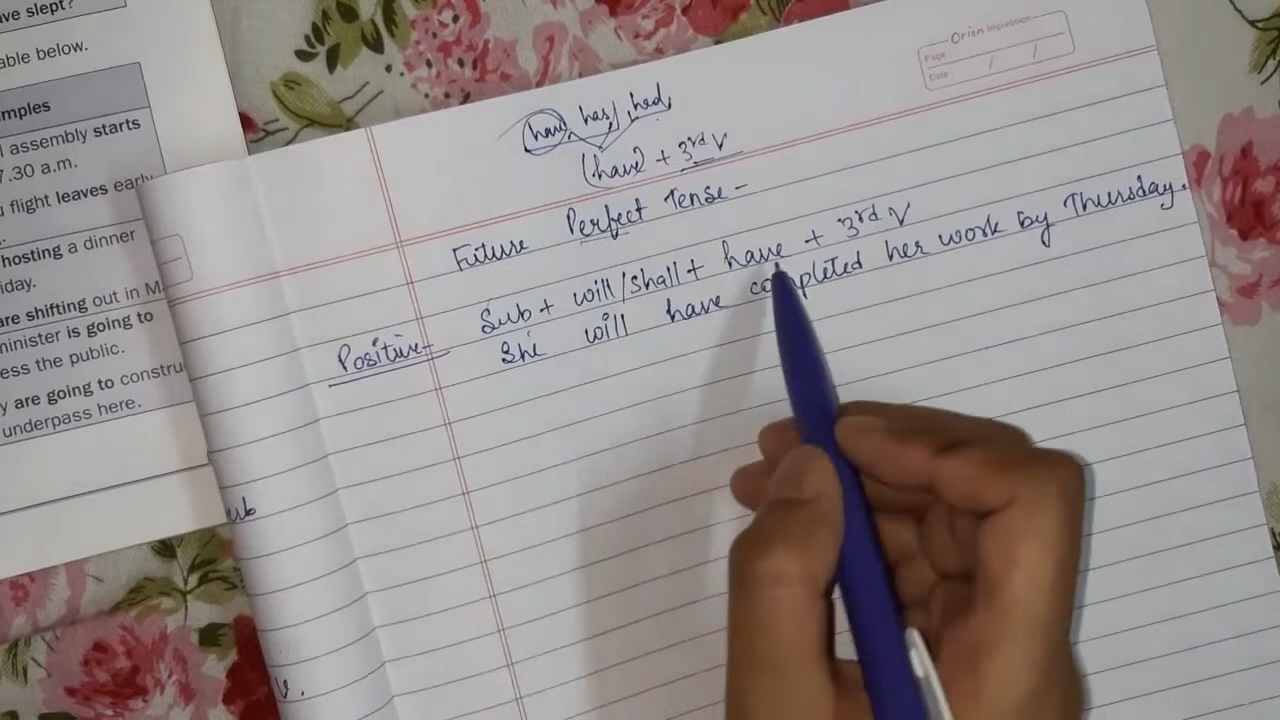 ave slept?
able below.
mples
l assembly starts
7.30 a.m.
flight leaves early
hosting a dinner
iday.
are shifting out in M
minister is going to
ess the public.
y are going to constru
underpass here.
ub
v.
Orion Impression
Page
Date / /
have, has/, had,
(have) + 3rd V
Future Perfect Tense -
Sub + will/shall + have + 3rd V
Positive- She will have completed her work by Thursday.